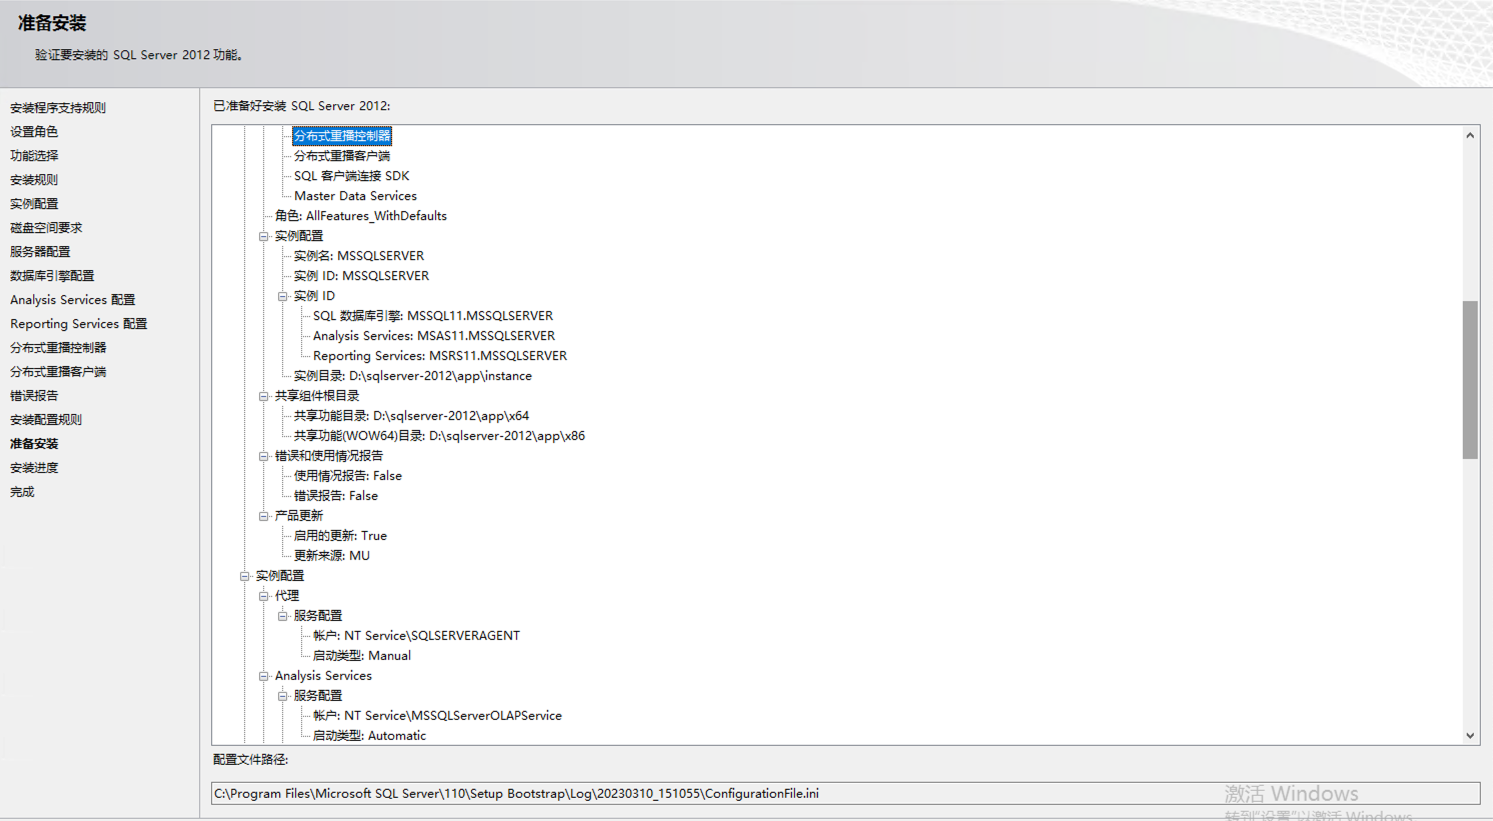 准备安装
验证要安装的 SQL Server 2012 功能。
安装程序支持规则
设置角色
功能选择
安装规则
实例配置
磁盘空间要求
服务器配置
数据库引擎配置
Analysis Services 配置
Reporting Services 配置
分布式重播控制器
分布式重播客户端
错误报告
安装配置规则
准备安装
安装进度
完成
已准备好安装 SQL Server 2012:
分布式重播控制器
分布式重播客户端
SQL 客户端连接 SDK
Master Data Services
角色: AllFeatures_WithDefaults
实例配置
实例名: MSSQLSERVER
实例 ID: MSSQLSERVER
实例 ID
SQL 数据库引擎: MSSQL11.MSSQLSERVER
Analysis Services: MSAS11.MSSQLSERVER
Reporting Services: MSRS11.MSSQLSERVER
实例目录: D:\sqlserver-2012\app\instance
共享组件根目录
共享功能目录: D:\sqlserver-2012\app\x64
共享功能(WOW64)目录: D:\sqlserver-2012\app\x86
错误和使用情况报告
使用情况报告: False
错误报告: False
产品更新
启用的更新: True
更新来源: MU
实例配置
代理
服务配置
帐户: NT Service\SQLSERVERAGENT
启动类型: Manual
Analysis Services
服务配置
帐户: NT Service\MSSQLServerOLAPService
启动类型: Automatic
配置文件路径:
C:\Program Files\Microsoft SQL Server\110\Setup Bootstrap\Log\20230310_151055\ConfigurationFile.ini
激活 Windows
转到"设置"以激活 Windows